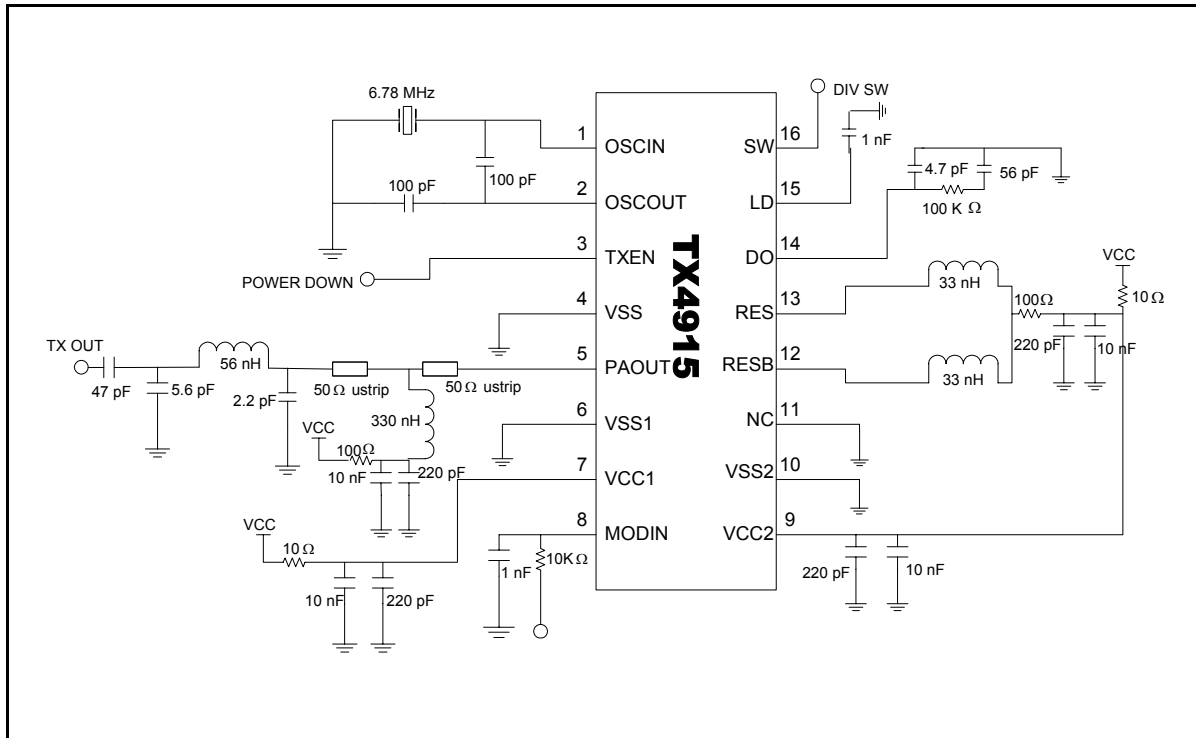 6.78 MHz
DIV SW
1 OSCIN
SW 16
1 nF
100 pF
4.7 pF
56 pF
100 pF
2 OSCOUT
LD 15
100 K Ω
3 TXEN
DO 14
VCC
POWER DOWN
TX4915
33 nH
10Ω
4 VSS
RES 13
100Ω
TX OUT
56 nH
220 pF
10 nF
5 PAOUT
RESB 12
47 pF
5.6 pF
50Ω ustrip
50Ω ustrip
33 nH
2.2 pF
330 nH
6 VSS1
NC 11
VCC
100Ω
10 nF
220 pF
7 VCC1
VSS2 10
VCC
8 MODIN
VCC2 9
10Ω
1 nF
10KΩ
220 pF
10 nF
10 nF
220 pF